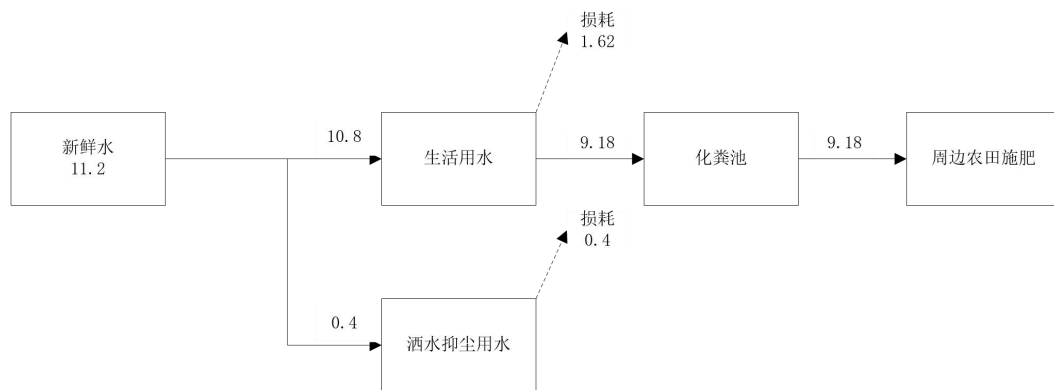 损耗
1.62
新鲜水
11.2
10.8
生活用水
9.18
化粪池
9.18
周边农田施肥
损耗
0.4
0.4
洒水抑尘用水